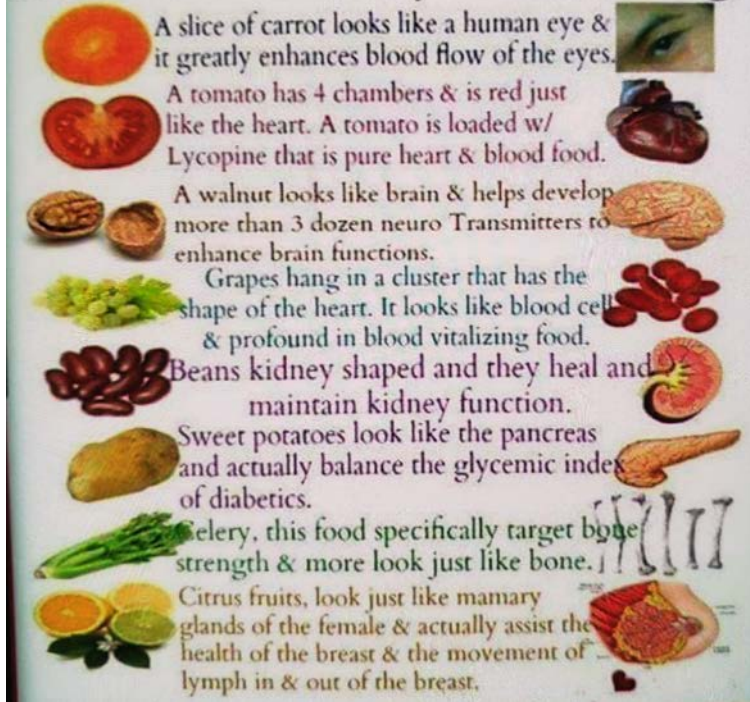 A slice of carrot looks like a human eye &
it greatly enhances blood flow of the eyes.
A tomato has 4 chambers & is red just
like the heart. A tomato is loaded w/
Lycopine that is pure heart & blood food.
A walnut looks like brain & helps develop
more than 3 dozen neuro Transmitters to
enhance brain functions.
Grapes hang in a cluster that has the
shape of the heart. It looks like blood cell
& profound in blood vitalizing food.
Beans kidney shaped and they heal and
maintain kidney function.
Sweet potatoes look like the pancreas
and actually balance the glycemic index
of diabetics.
Celery, this food specifically target bone
strength & more look just like bone.
Citrus fruits, look just like mamary
glands of the female & actually assist the
health of the breast & the movement of
lymph in & out of the breast.